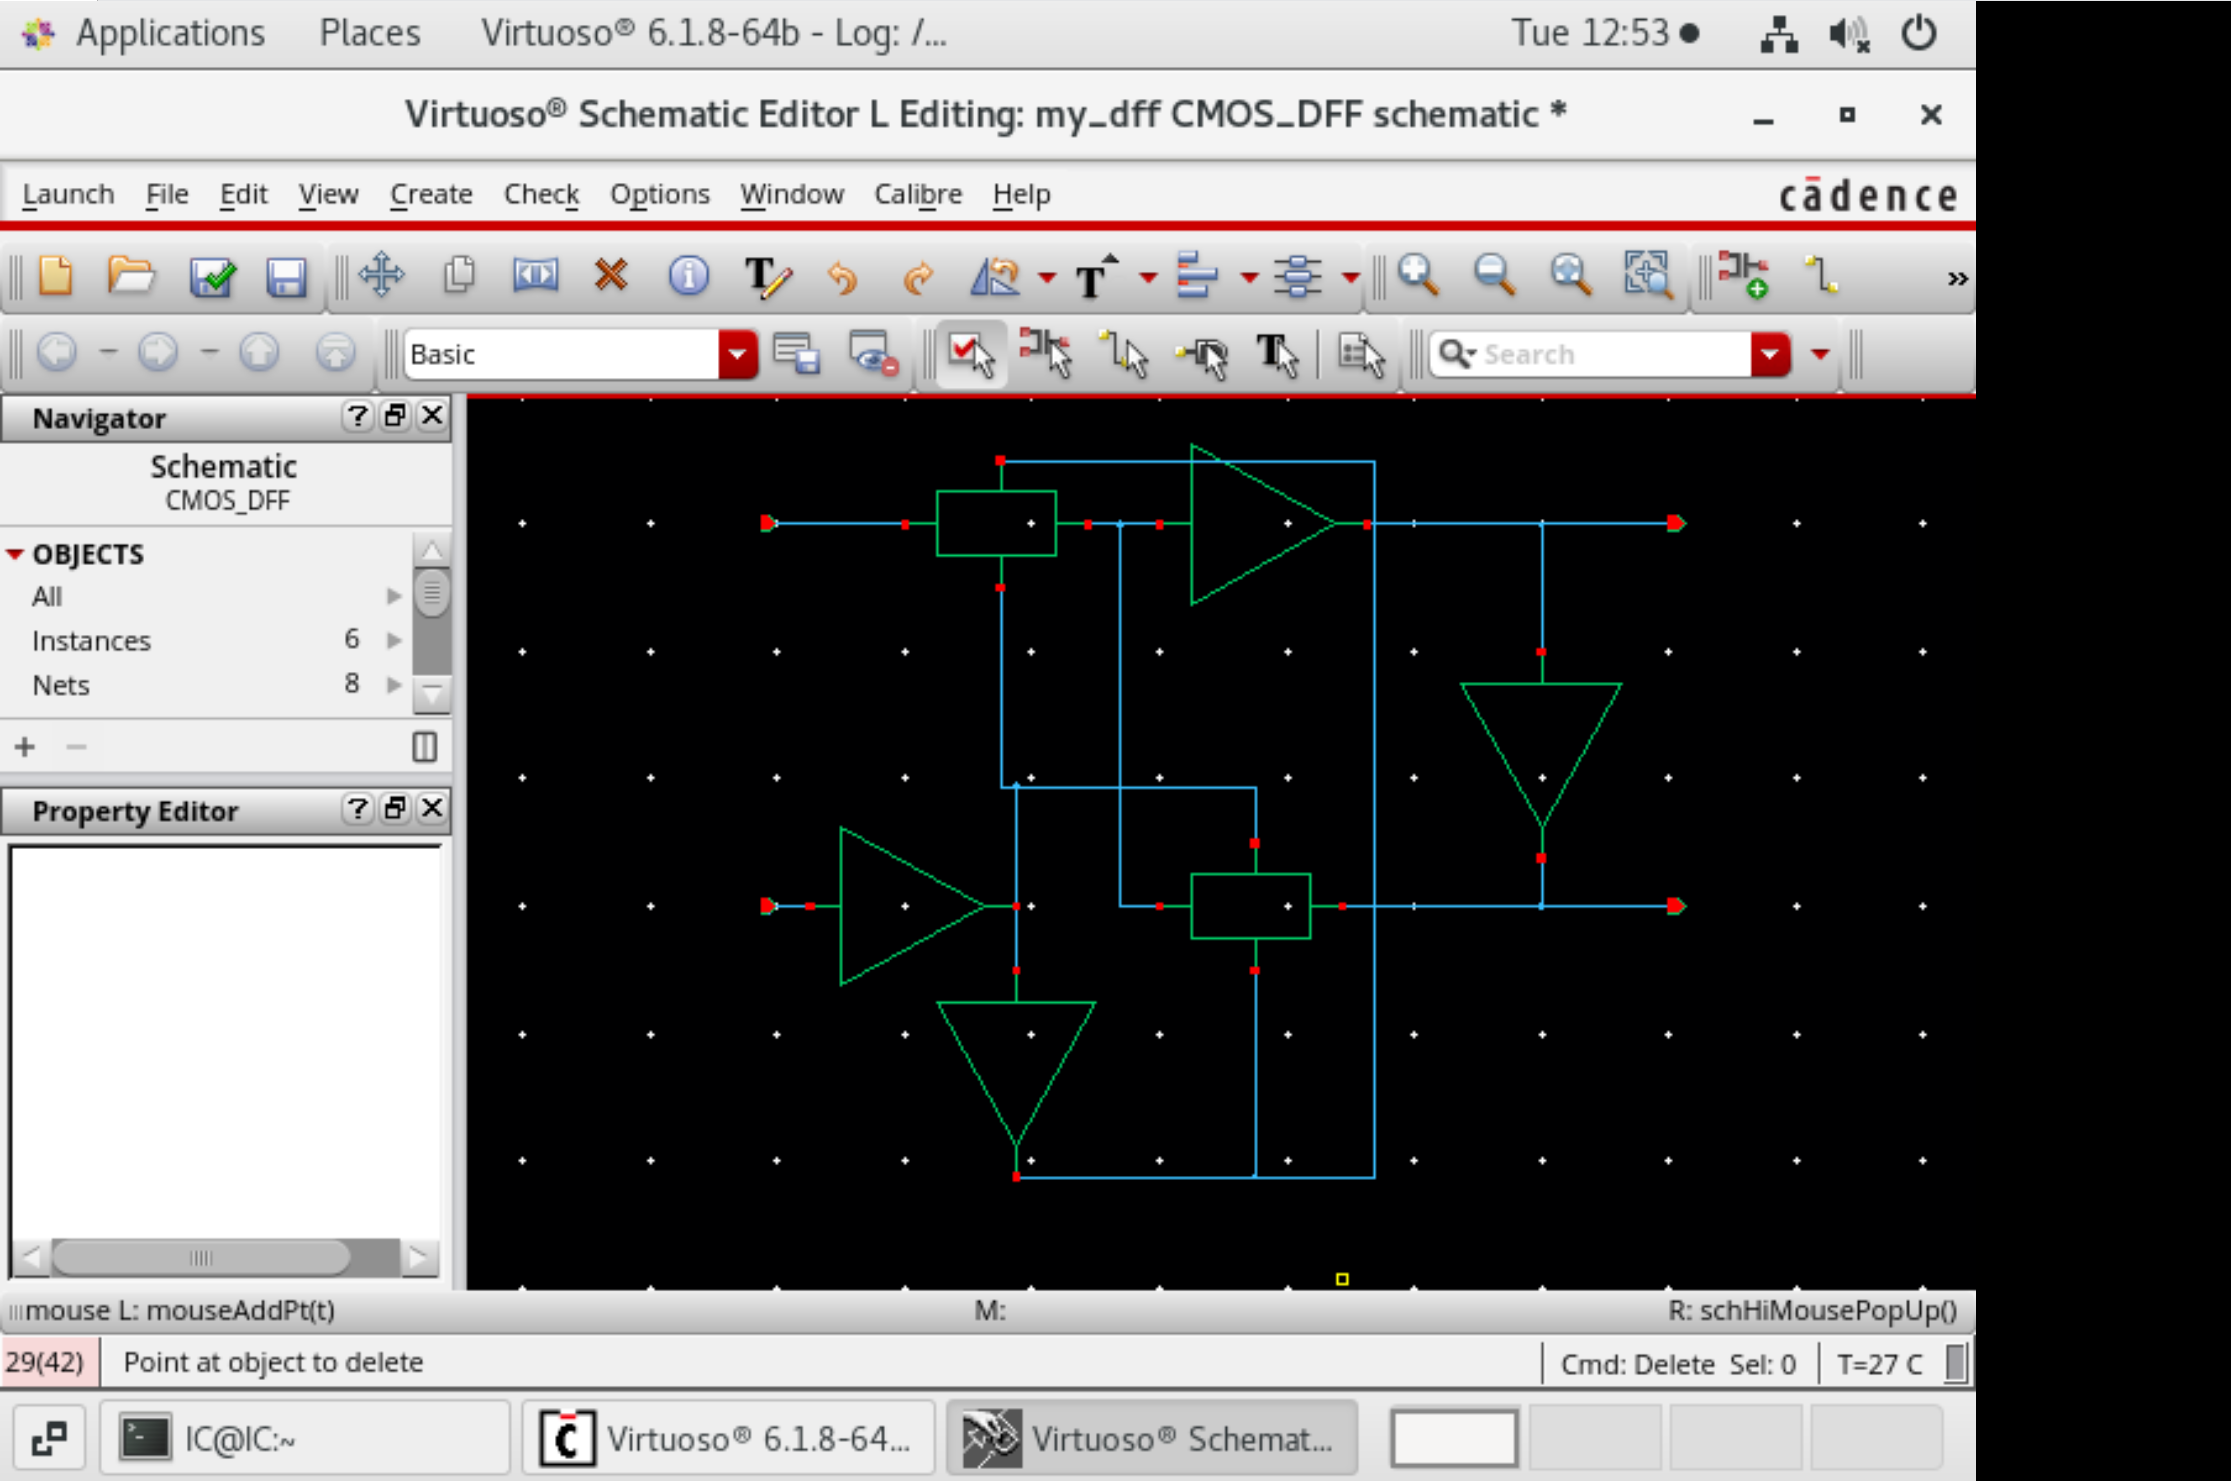 Applications Places Virtuoso® 6.1.8-64b - Log: /... Tue 12:53
Virtuoso® Schematic Editor L Editing: my_dff CMOS_DFF schematic *
Launch File Edit View Create Check Options Window Calibre Help cādence
Basic Search
Navigator
Schematic
CMOS_DFF
OBJECTS
All
Instances 6
Nets 8
Property Editor
mouse L: mouseAddPt(t) M: R: schHiMousePopUp()
29(42) Point at object to delete Cmd: Delete Sel: 0 T=27 C
IC@IC:~ Virtuoso® 6.1.8-64... Virtuoso® Schemat...